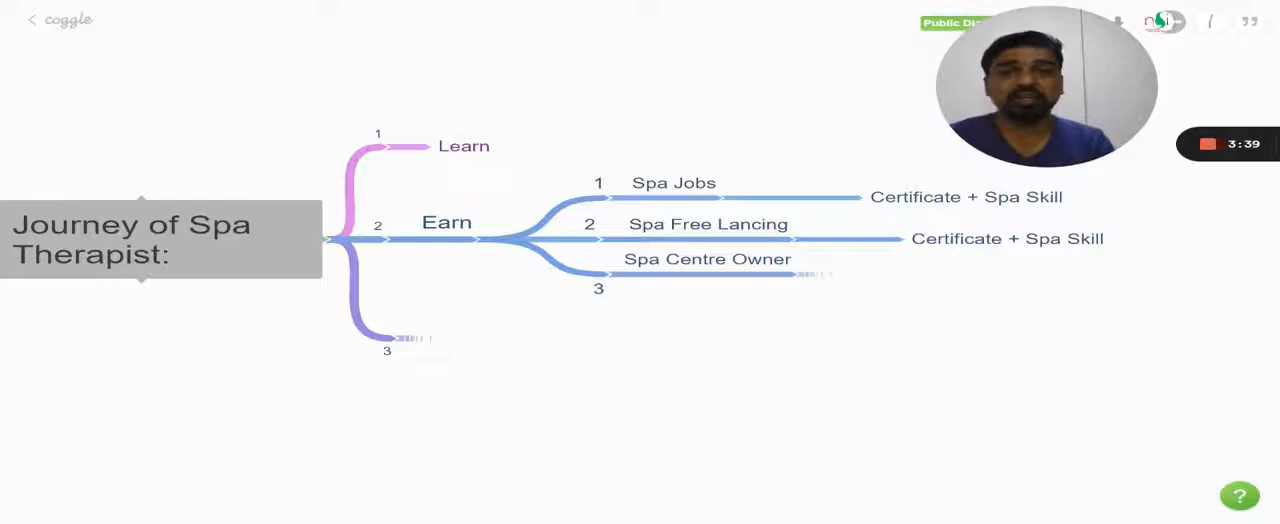 coggle
Public Dia
1
Learn
Journey of Spa
Therapist:
2
Earn
1
Spa Jobs
Certificate + Spa Skill
2
Spa Free Lancing
Certificate + Spa Skill
Spa Centre Owner
3
3
3:39
?